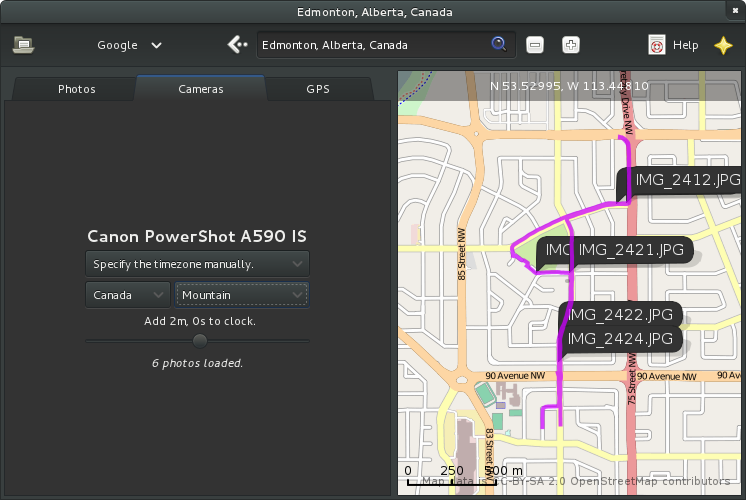 Edmonton, Alberta, Canada
Google
Edmonton, Alberta, Canada
Help
Photos
Cameras
GPS
Canon PowerShot A590 IS
Specify the timezone manually.
Canada
Mountain
Add 2m, 0s to clock.
6 photos loaded.
N 53.52995, W 113.44810
Drive NW
IMG_2412.JPG
85 Street NW
IMG
IMG_2421.JPG
IMG_2422.JPG
IMG_2424.JPG
90 Avenue NW
90 Avenue NW
90 Av
75 Street NW
83 Street NW
0 250 500 m
Map data is CC-BY-SA 2.0 OpenStreetMap contributors